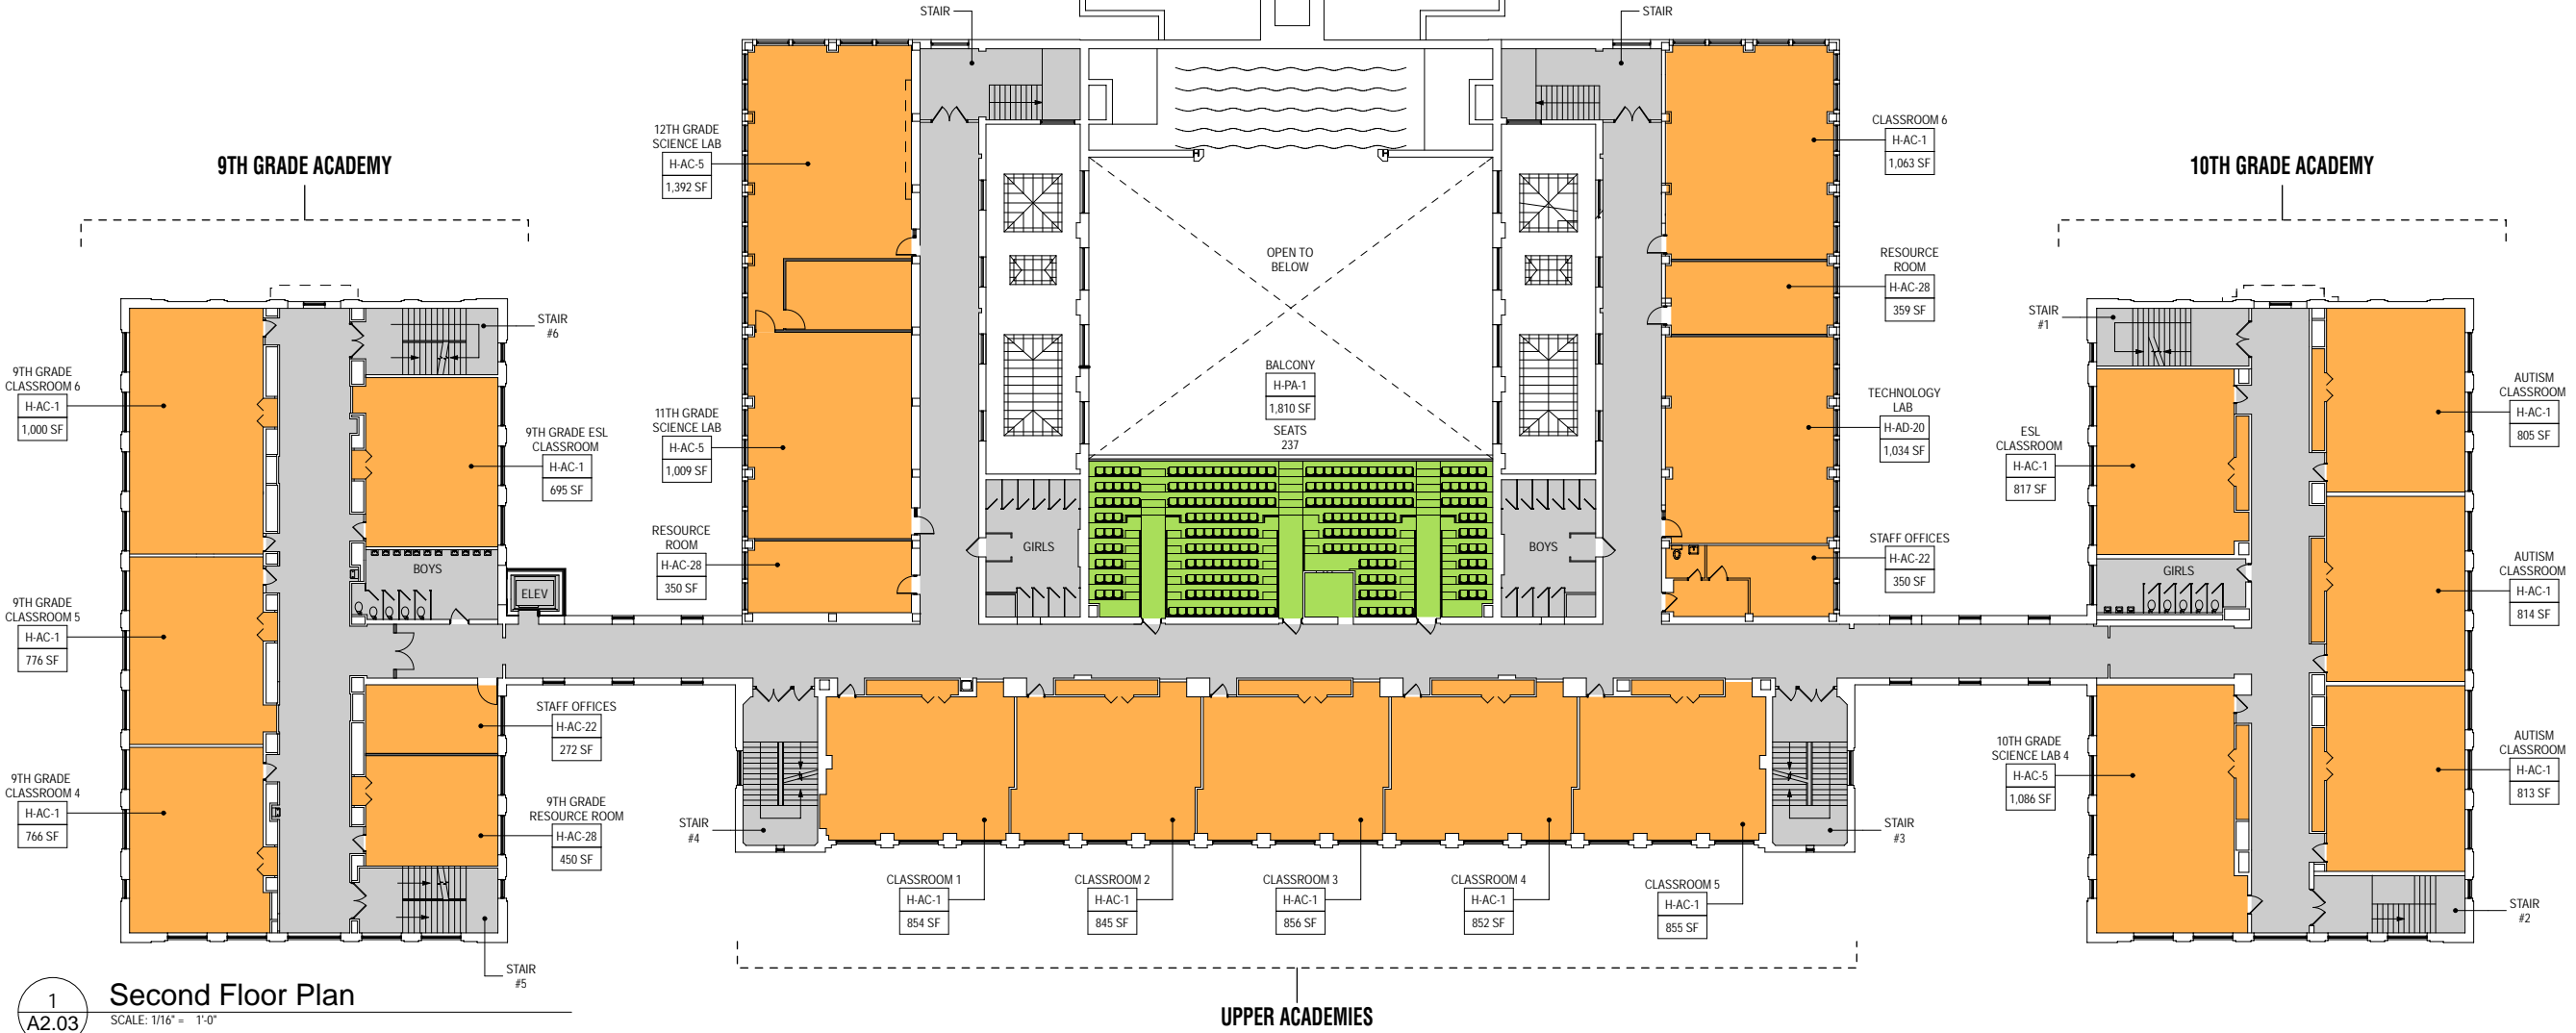 STAIR
STAIR
9TH GRADE ACADEMY
12TH GRADE
SCIENCE LAB
H-AC-5
1,392 SF
CLASSROOM 6
H-AC-1
1,063 SF
10TH GRADE ACADEMY
OPEN TO
BELOW
RESOURCE
ROOM
H-AC-28
359 SF
STAIR
#6
STAIR
#1
9TH GRADE
CLASSROOM 6
H-AC-1
1,000 SF
9TH GRADE ESL
CLASSROOM
H-AC-1
695 SF
11TH GRADE
SCIENCE LAB
H-AC-5
1,009 SF
BALCONY
H-PA-1
1,810 SF
SEATS
237
TECHNOLOGY
LAB
H-AD-20
1,034 SF
ESL
CLASSROOM
H-AC-1
817 SF
AUTISM
CLASSROOM
H-AC-1
805 SF
RESOURCE
ROOM
H-AC-28
350 SF
GIRLS
BOYS
STAFF OFFICES
H-AC-22
350 SF
BOYS
ELEV
GIRLS
AUTISM
CLASSROOM
H-AC-1
814 SF
9TH GRADE
CLASSROOM 5
H-AC-1
776 SF
STAFF OFFICES
H-AC-22
272 SF
10TH GRADE
SCIENCE LAB 4
H-AC-5
1,086 SF
AUTISM
CLASSROOM
H-AC-1
813 SF
9TH GRADE
CLASSROOM 4
H-AC-1
766 SF
9TH GRADE
RESOURCE ROOM
H-AC-28
450 SF
STAIR
#4
STAIR
#3
CLASSROOM 1
H-AC-1
854 SF
CLASSROOM 2
H-AC-1
845 SF
CLASSROOM 3
H-AC-1
856 SF
CLASSROOM 4
H-AC-1
852 SF
CLASSROOM 5
H-AC-1
855 SF
STAIR
#2
STAIR
#5
UPPER ACADEMIES
1
A2.03
Second Floor Plan
SCALE: 1/16" = 1'-0"